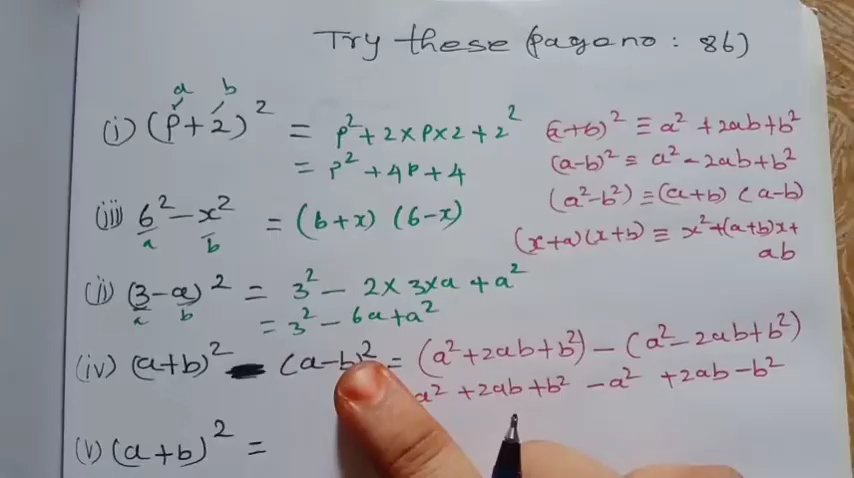 Try these (page no : 86)
a b
(i) (p+2)² = p² + 2 × p × 2 + 2²
= p² + 4p + 4
(iii) 6² − x² = (6+x) (6−x)
a b
(ii) (3−a)² = 3² − 2 × 3 × a + a²
a b
= 3² − 6a + a²
(iv) (a+b)² − (a−b)² = (a² + 2ab + b²) − (a² − 2ab + b²)
a² + 2ab + b² − a² + 2ab − b²
(v) (a+b)² =
(a+b)² ≡ a² + 2ab + b²
(a−b)² ≡ a² − 2ab + b²
(a²−b²) ≡ (a+b) (a−b)
(x+a) (x+b) ≡ x² + (a+b)x +
ab